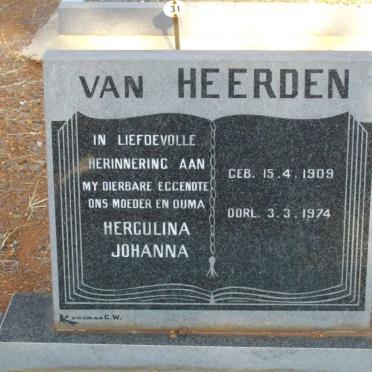 31
VAN HEERDEN
IN LIEFDEVOLLE
HERINNERING AAN
MY DIERBARE EGGENOTE
ONS MOEDER EN OUMA
HERCULINA
JOHANNA
GEB. 15.4.1909
OORL. 3.3.1974
KURUMAN G.W.